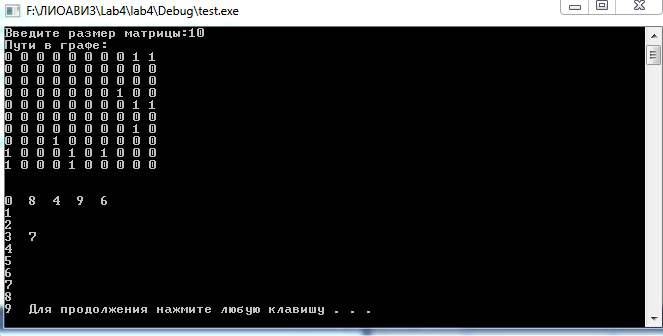 F:\ЛИОАВИЗ\Lab4\lab4\Debug\test.exe
Введите размер матрицы:10
Пути в графе:
0 0 0 0 0 0 0 0 1 1
0 0 0 0 0 0 0 0 0 0
0 0 0 0 0 0 0 0 0 0
0 0 0 0 0 0 0 1 0 0
0 0 0 0 0 0 0 0 1 1
0 0 0 0 0 0 0 0 0 0
0 0 0 0 0 0 0 0 1 0
0 0 0 1 0 0 0 0 0 0
1 0 0 0 1 0 1 0 0 0
1 0 0 0 1 0 0 0 0 0
0 8 4 9 6
1
2
3 7
4
5
6
7
8
9 Для продолжения нажмите любую клавишу . . .